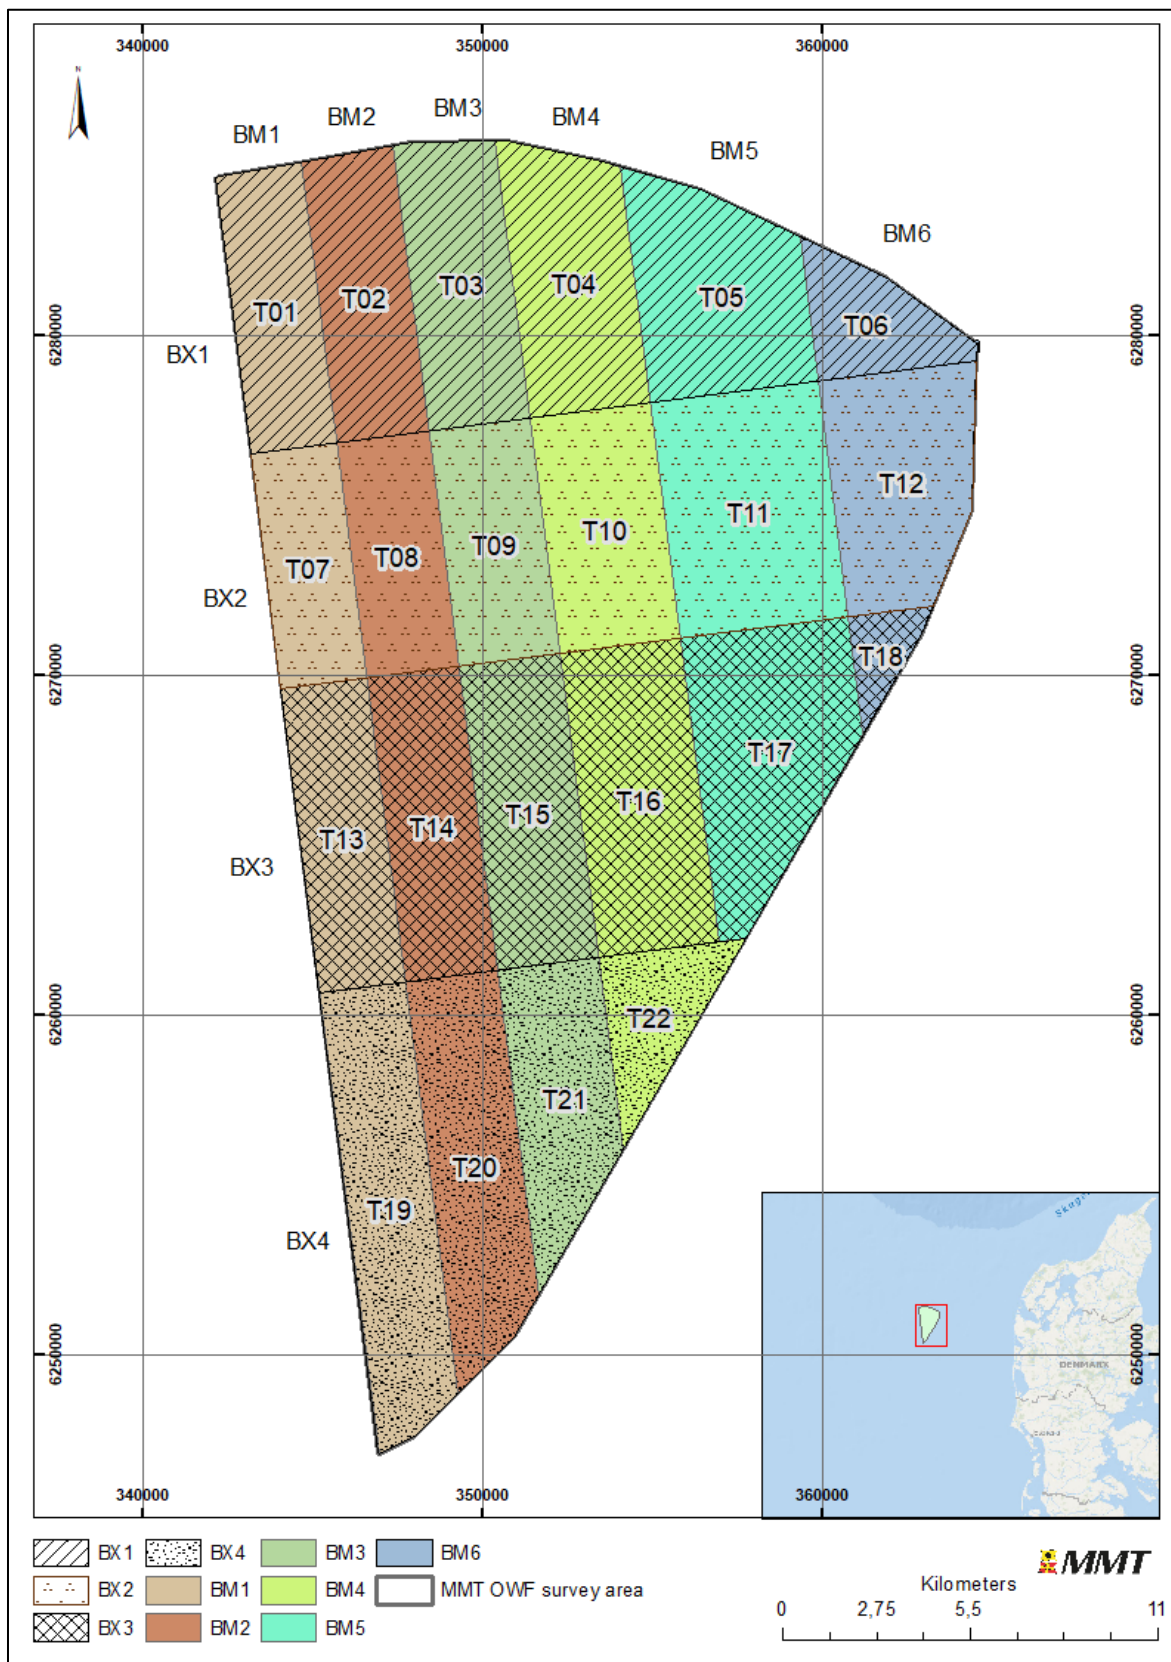 340000
350000
360000
N
BM1
BM2
BM3
BM4
BM5
BM6
T01
T02
T03
T04
T05
T06
6280000
6280000
BX1
T07
T08
T09
T10
T11
T12
BX2
T18
6270000
6270000
T13
T14
T15
T16
T17
BX3
6260000
6260000
T22
T21
T20
T19
BX4
6250000
6250000
DENMARK
340000
350000
360000
BX1
BX4
BM3
BM6
BX2
BM1
BM4
MMT OWF survey area
BX3
BM2
BM5
MMT
Kilometers
0 2,75 5,5 11